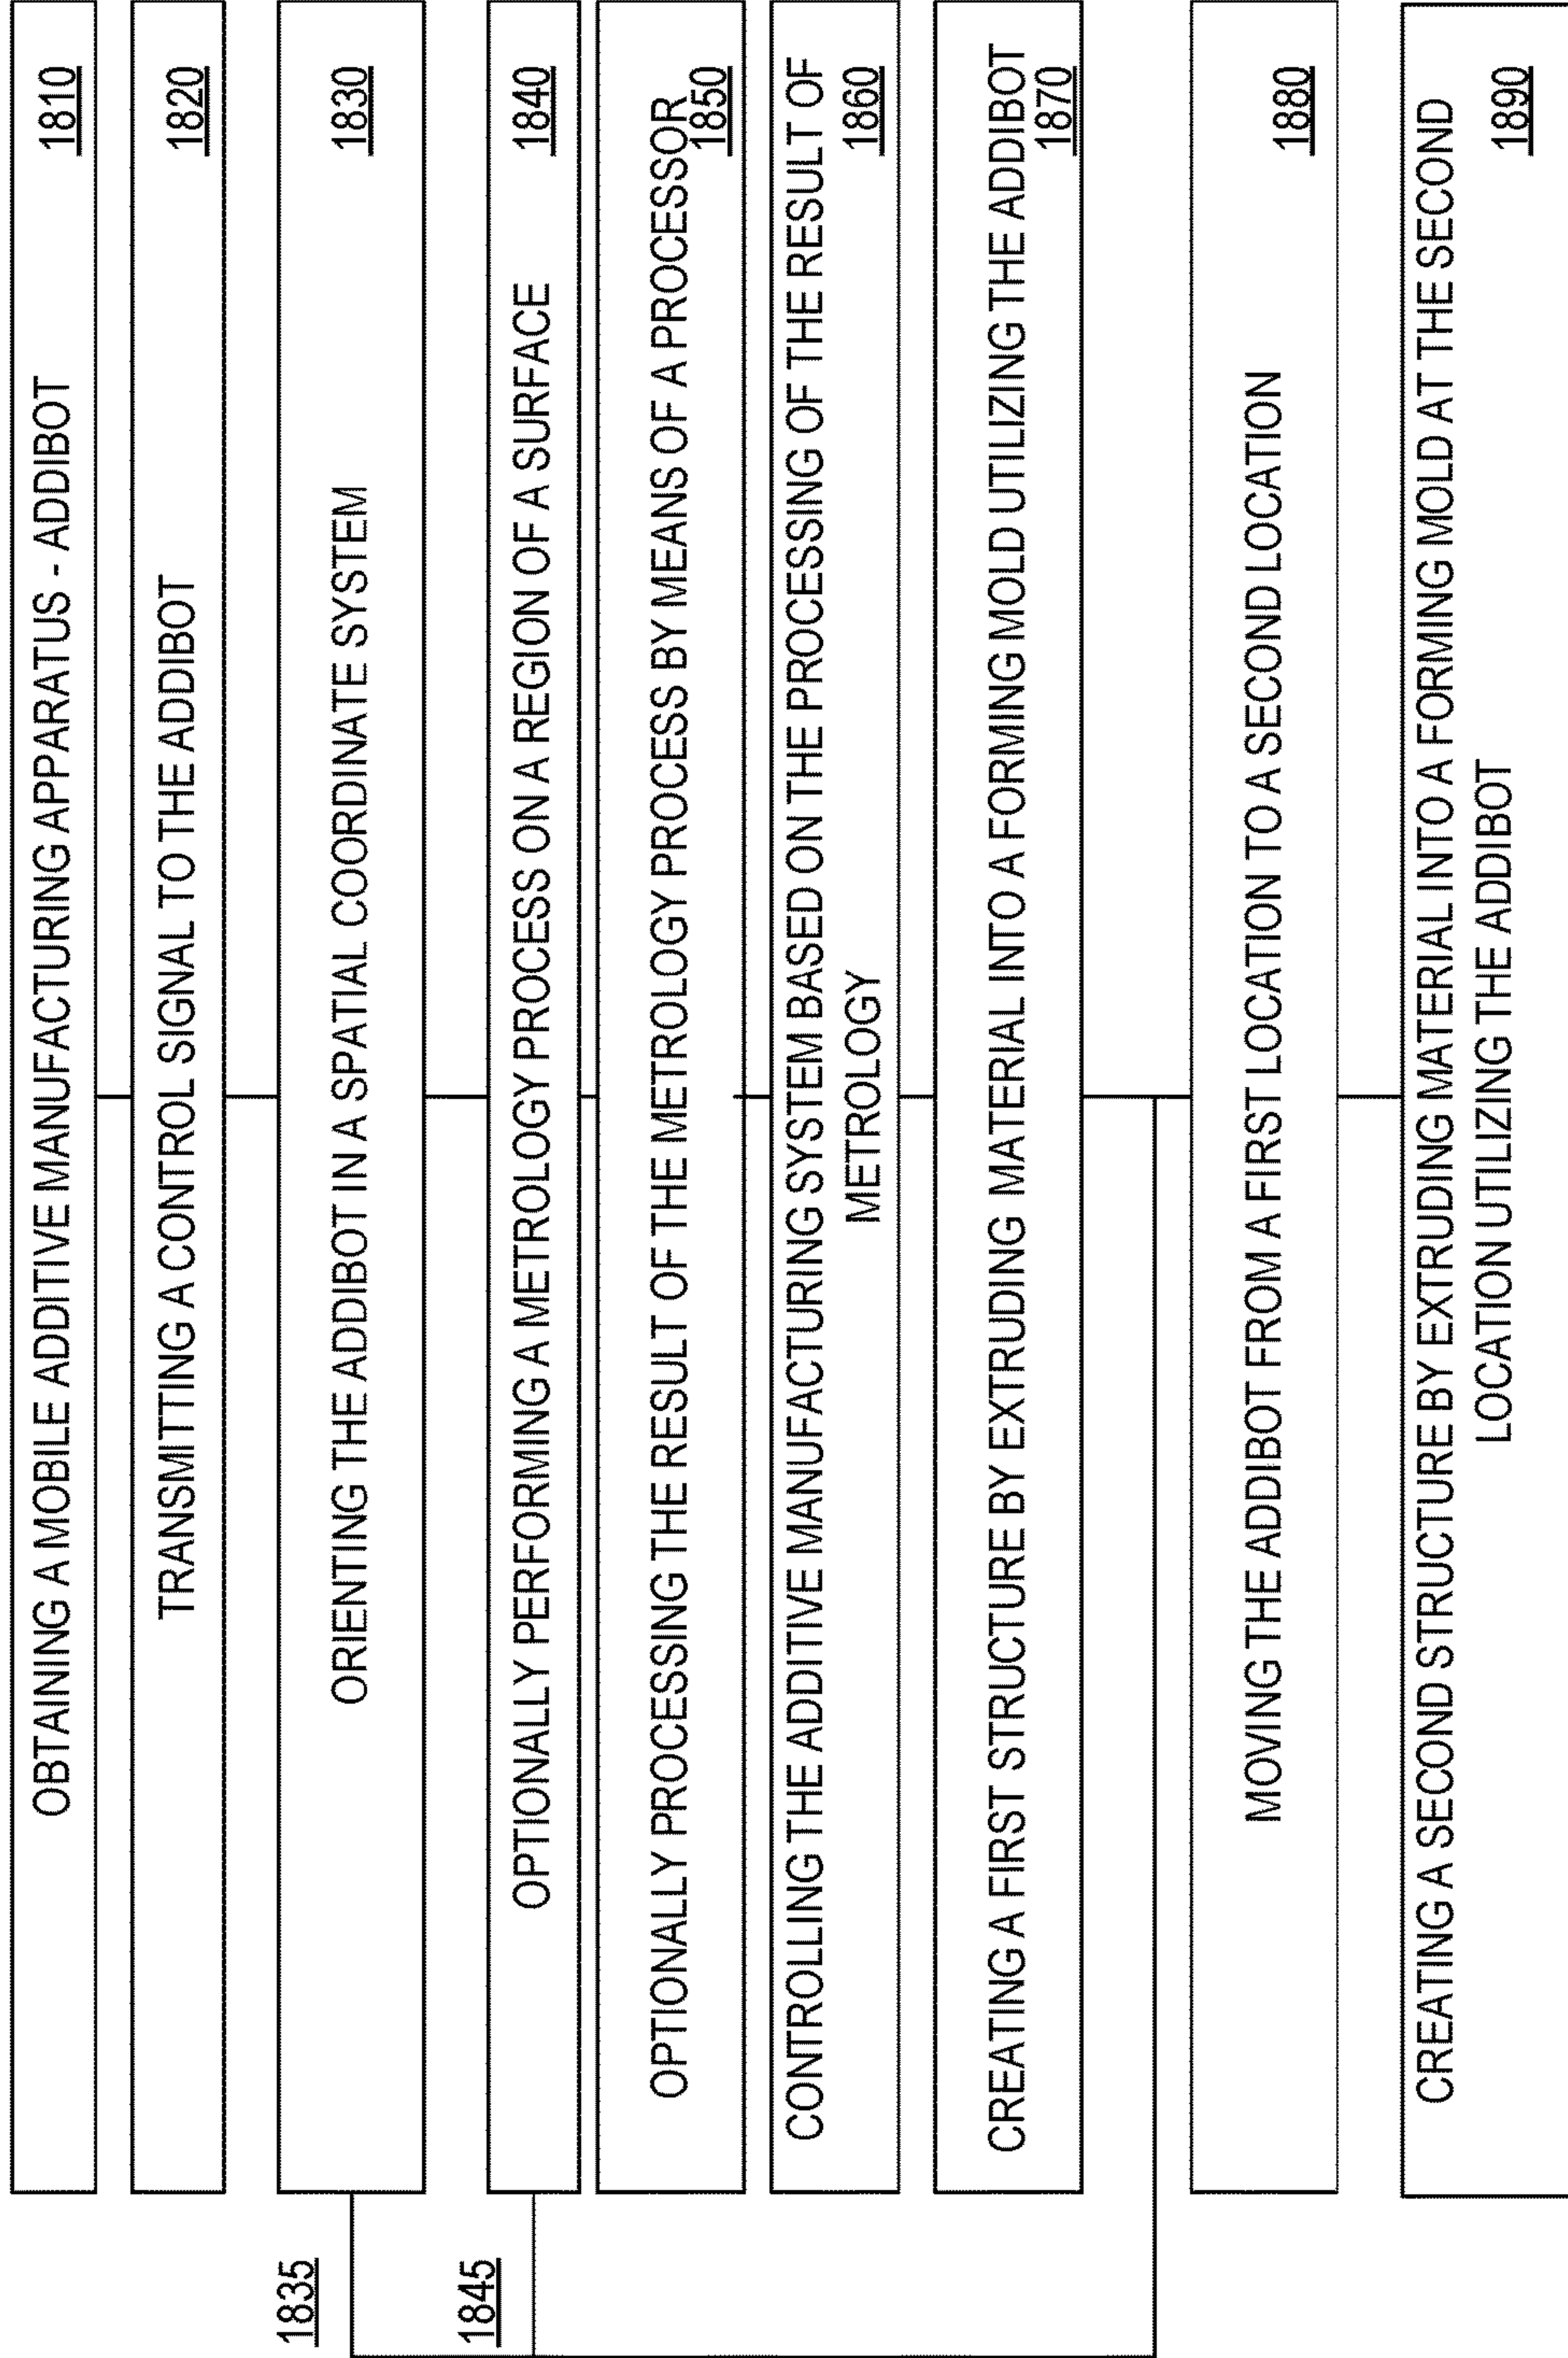 OBTAINING A MOBILE ADDITIVE MANUFACTURING APPARATUS - ADDIBOT
1810
TRANSMITTING A CONTROL SIGNAL TO THE ADDIBOT
1820
1835
ORIENTING THE ADDIBOT IN A SPATIAL COORDINATE SYSTEM
1830
1845
OPTIONALLY PERFORMING A METROLOGY PROCESS ON A REGION OF A SURFACE
1840
OPTIONALLY PROCESSING THE RESULT OF THE METROLOGY PROCESS BY MEANS OF A PROCESSOR
1850
CONTROLLING THE ADDITIVE MANUFACTURING SYSTEM BASED ON THE PROCESSING OF THE RESULT OF
METROLOGY
1860
CREATING A FIRST STRUCTURE BY EXTRUDING MATERIAL INTO A FORMING MOLD UTILIZING THE ADDIBOT
1870
MOVING THE ADDIBOT FROM A FIRST LOCATION TO A SECOND LOCATION
1880
CREATING A SECOND STRUCTURE BY EXTRUDING MATERIAL INTO A FORMING MOLD AT THE SECOND
LOCATION UTILIZING THE ADDIBOT
1890